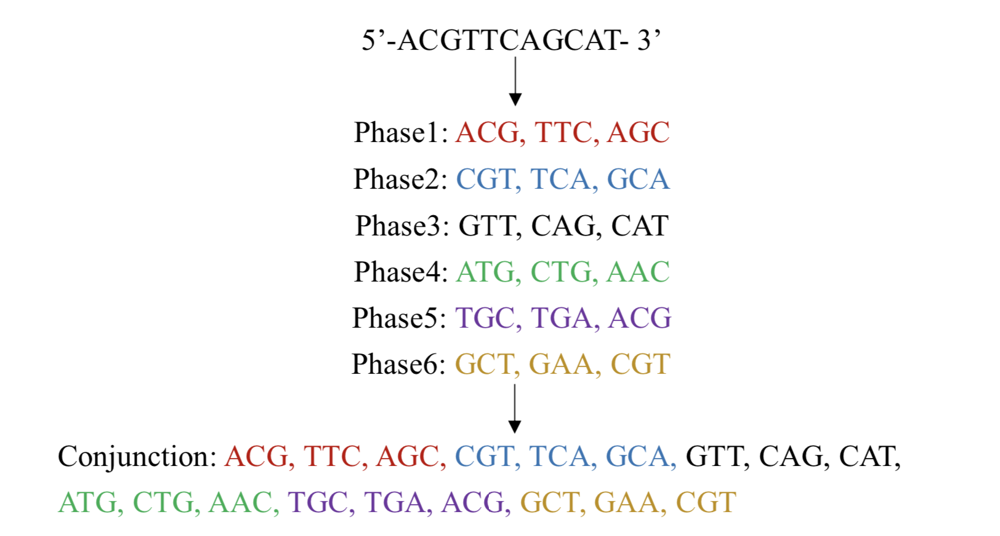 5’-ACGTTCAGCAT- 3’
Phase1: ACG, TTC, AGC
Phase2: CGT, TCA, GCA
Phase3: GTT, CAG, CAT
Phase4: ATG, CTG, AAC
Phase5: TGC, TGA, ACG
Phase6: GCT, GAA, CGT
Conjunction: ACG, TTC, AGC, CGT, TCA, GCA, GTT, CAG, CAT,
ATG, CTG, AAC, TGC, TGA, ACG, GCT, GAA, CGT